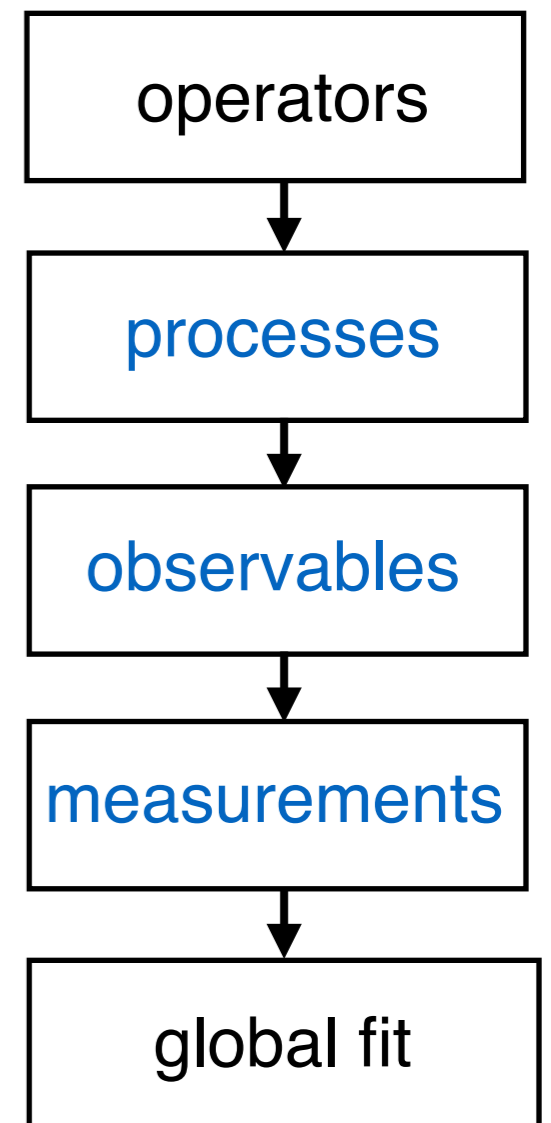 operators
processes
observables
measurements
global fit